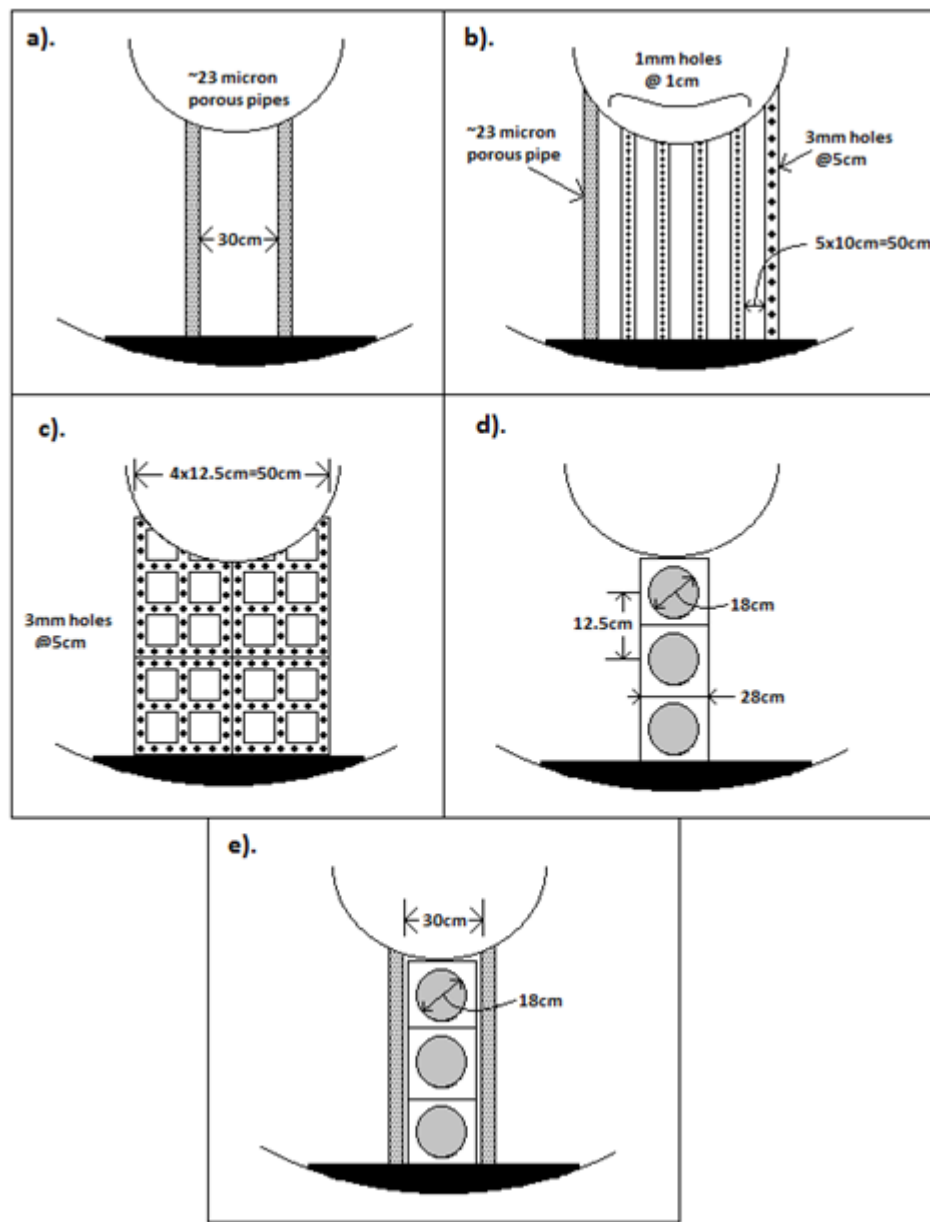 a).
~23 micron
porous pipes
30cm
b).
1mm holes
@ 1cm
~23 micron
porous pipe
3mm holes
@5cm
5x10cm=50cm
c).
4x12.5cm=50cm
3mm holes
@5cm
d).
18cm
12.5cm
28cm
e).
30cm
18cm